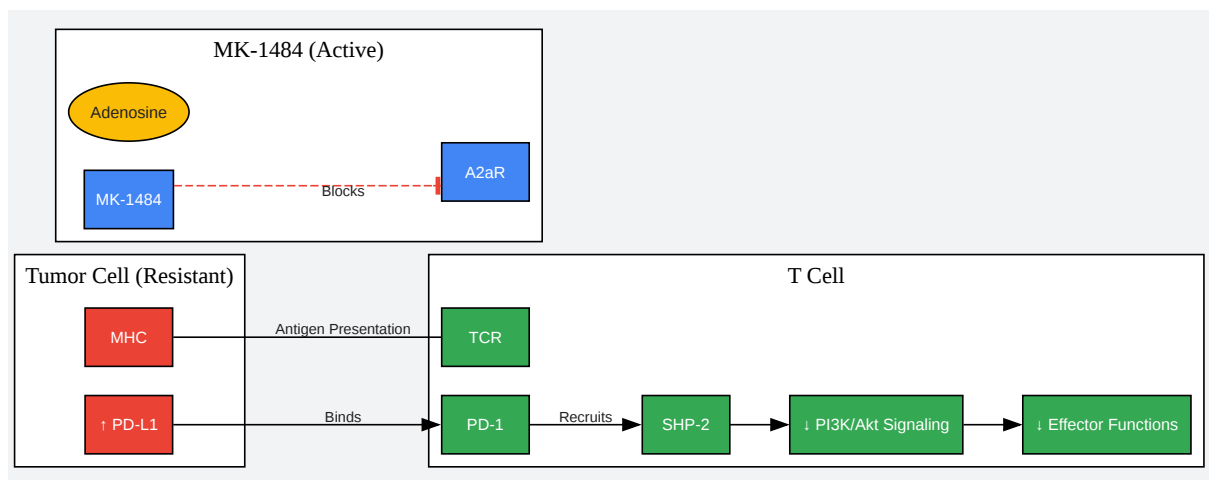 MK-1484 (Active)
Adenosine
MK-1484
Blocks
A2aR
Tumor Cell (Resistant)
T Cell
MHC
Antigen Presentation
TCR
↑ PD-L1
Binds
PD-1
Recruits
SHP-2
↓ PI3K/Akt Signaling
↓ Effector Functions